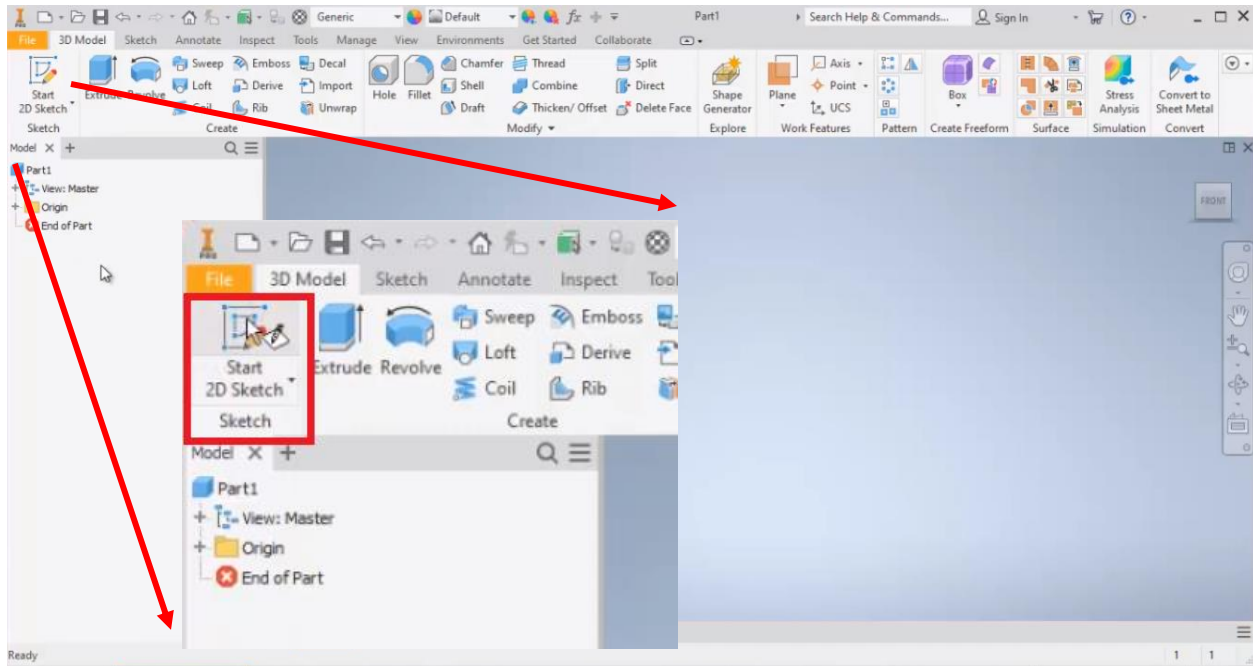 PRO Generic Default fx Part1 Search Help & Commands... Sign In
File 3D Model Sketch Annotate Inspect Tools Manage View Environments Get Started Collaborate
Start
2D Sketch
Sketch
Extrude Revolve
Sweep Emboss Decal
Loft Derive Import
Coil Rib Unwrap
Create
Hole Fillet
Chamfer Thread Split
Shell Combine Direct
Draft Thicken/ Offset Delete Face
Modify
Shape
Generator
Explore
Plane
Axis
Point
UCS
Work Features
Pattern
Box
Create Freeform
Surface
Stress
Analysis
Simulation
Convert to
Sheet Metal
Convert
Model
Part1
View: Master
Origin
End of Part
FRONT
PRO
File 3D Model Sketch Annotate Inspect Tool
Start
2D Sketch
Sketch
Extrude Revolve
Sweep Emboss
Loft Derive
Coil Rib
Create
Model
Part1
View: Master
Origin
End of Part
Ready 1 1